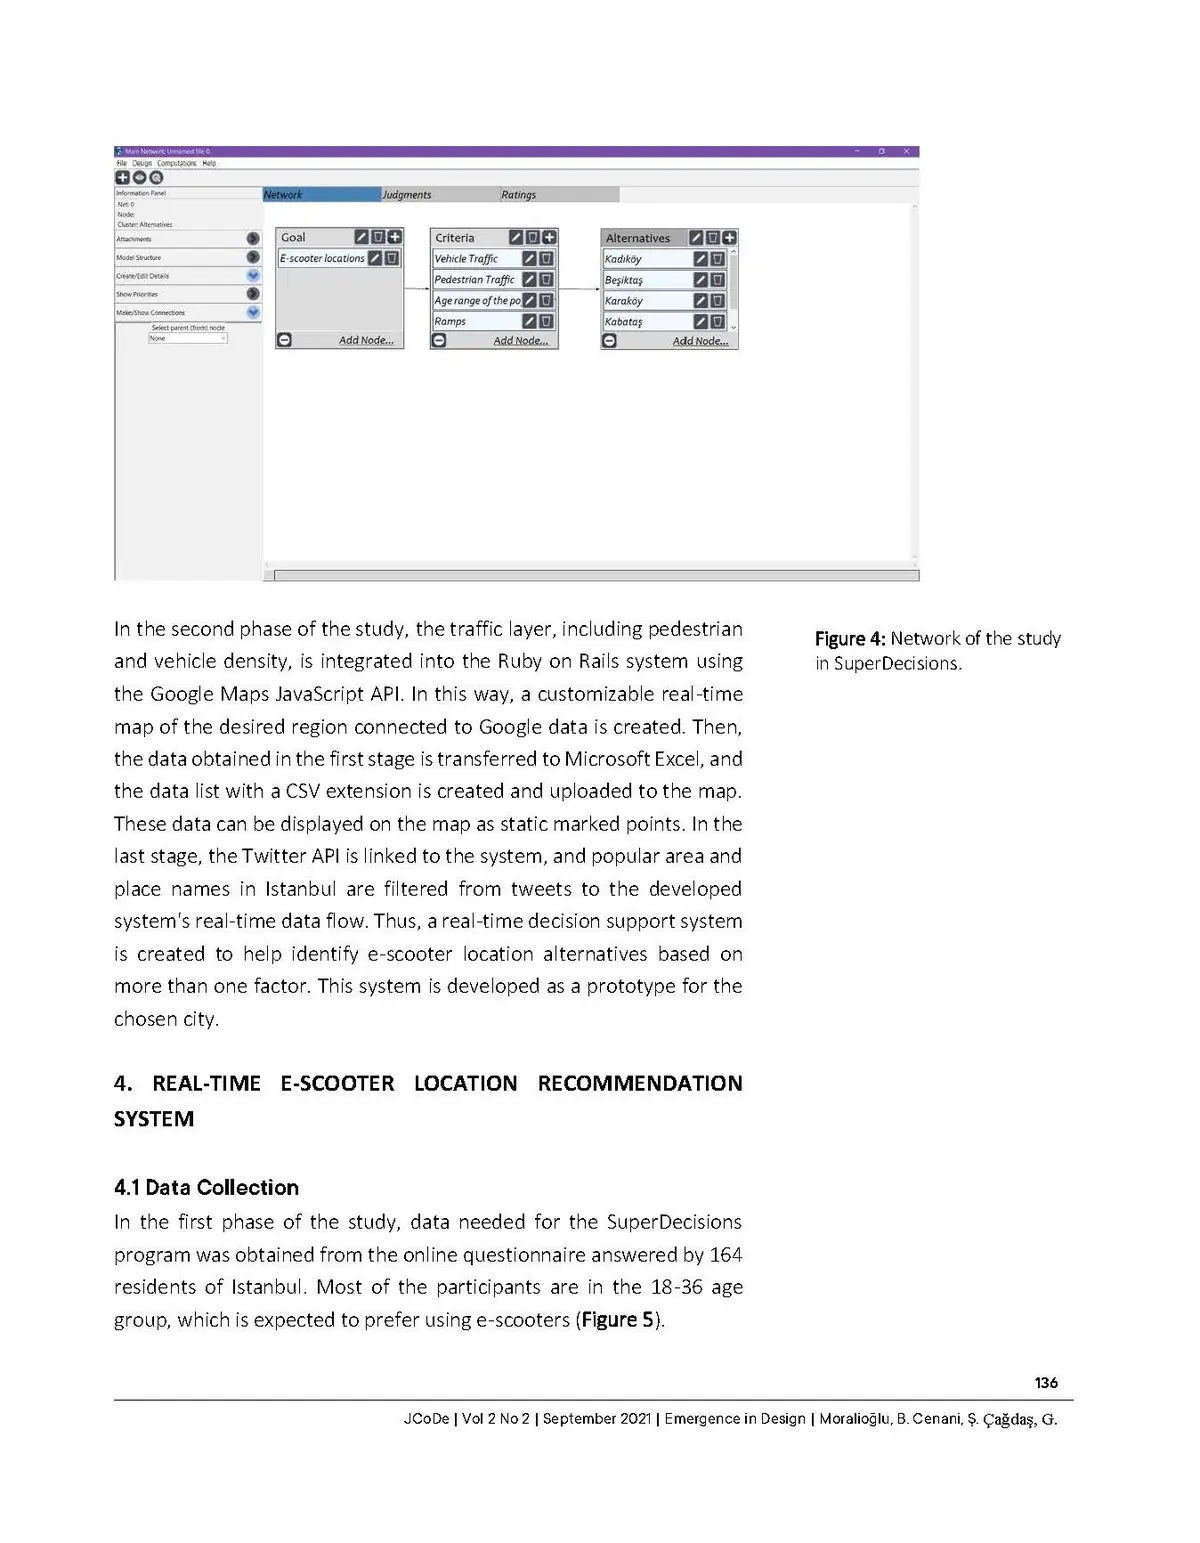 Main Network: Unnamed file 0
File Design Computations Help
Information Panel
Net: 0
Node:
Cluster: Alternatives
Attachments
Model Structure
Create/Edit Details
Show Priorities
Make/Show Connections
Select parent (from) node
None
Network Judgments Ratings
Goal
E-scooter locations
Add Node...
Criteria
Vehicle Traffic
Pedestrian Traffic
Age range of the po
Ramps
Add Node...
Alternatives
Kadıköy
Beşiktaş
Karaköy
Kabataş
Add Node...
In the second phase of the study, the traffic layer, including pedestrian
and vehicle density, is integrated into the Ruby on Rails system using
the Google Maps JavaScript API. In this way, a customizable real-time
map of the desired region connected to Google data is created. Then,
the data obtained in the first stage is transferred to Microsoft Excel, and
the data list with a CSV extension is created and uploaded to the map.
These data can be displayed on the map as static marked points. In the
last stage, the Twitter API is linked to the system, and popular area and
place names in Istanbul are filtered from tweets to the developed
system's real-time data flow. Thus, a real-time decision support system
is created to help identify e-scooter location alternatives based on
more than one factor. This system is developed as a prototype for the
chosen city.
Figure 4: Network of the study
in SuperDecisions.
4. REAL-TIME E-SCOOTER LOCATION RECOMMENDATION
SYSTEM
4.1 Data Collection
In the first phase of the study, data needed for the SuperDecisions
program was obtained from the online questionnaire answered by 164
residents of Istanbul. Most of the participants are in the 18-36 age
group, which is expected to prefer using e-scooters (Figure 5).
136
JCoDe | Vol 2 No 2 | September 2021 | Emergence in Design | Moralioğlu, B. Cenani, Ş. Çağdaş, G.